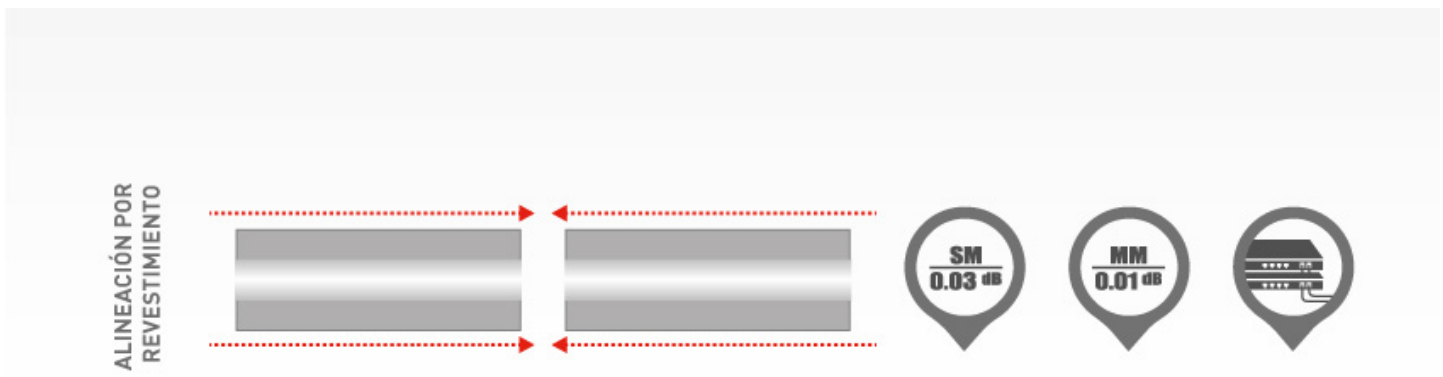 ALINEACIÓN POR
REVESTIMIENTO
SM
0.03 dB
MM
0.01 dB